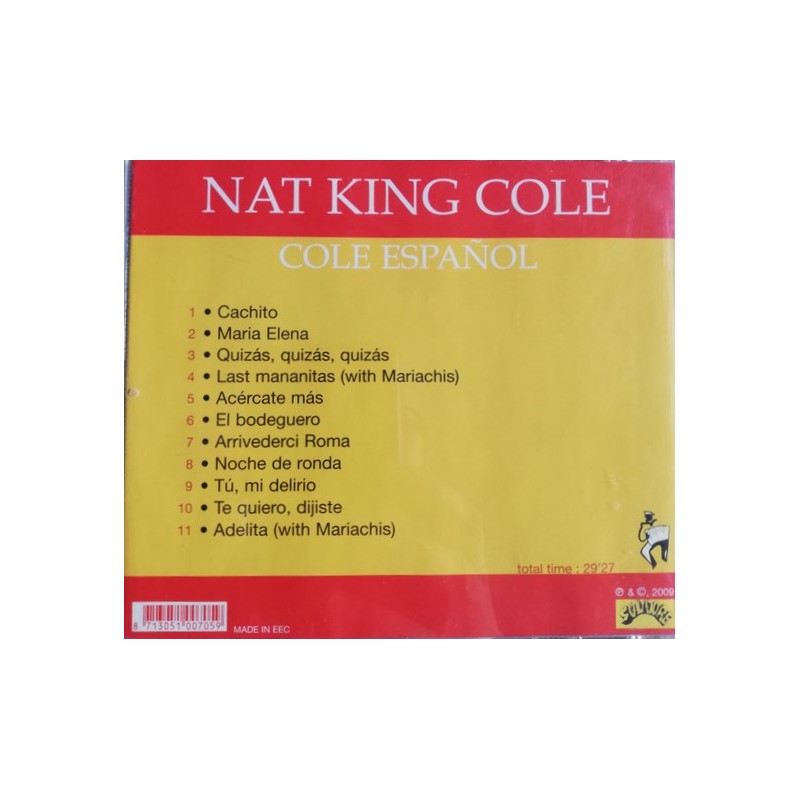 NAT KING COLE
COLE ESPAÑOL
1 • Cachito
2 • Maria Elena
3 • Quizás, quizás, quizás
4 • Last mananitas (with Mariachis)
5 • Acércate más
6 • El bodeguero
7 • Arrivederci Roma
8 • Noche de ronda
9 • Tú, mi delirio
10 • Te quiero, dijiste
11 • Adelita (with Mariachis)
total time : 29'27
℗ & ©, 2009
8 713051 007059
MADE IN EEC